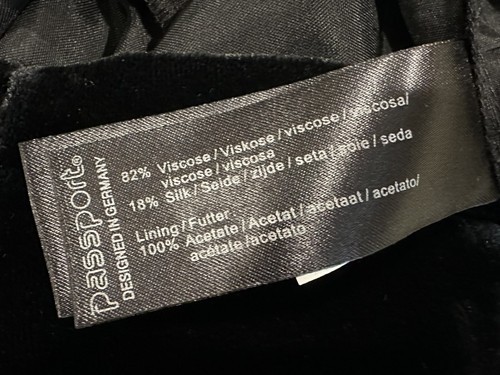 passport®
DESIGNED IN GERMANY
82% Viscose / Viskose / viscose / viscosa/
viscose / viscosa
18% Silk / Seide / zijde / seta / soie / seda
Lining / Futter
100% Acetate / Acetat / acetaat / acetato/
acétate /acetato